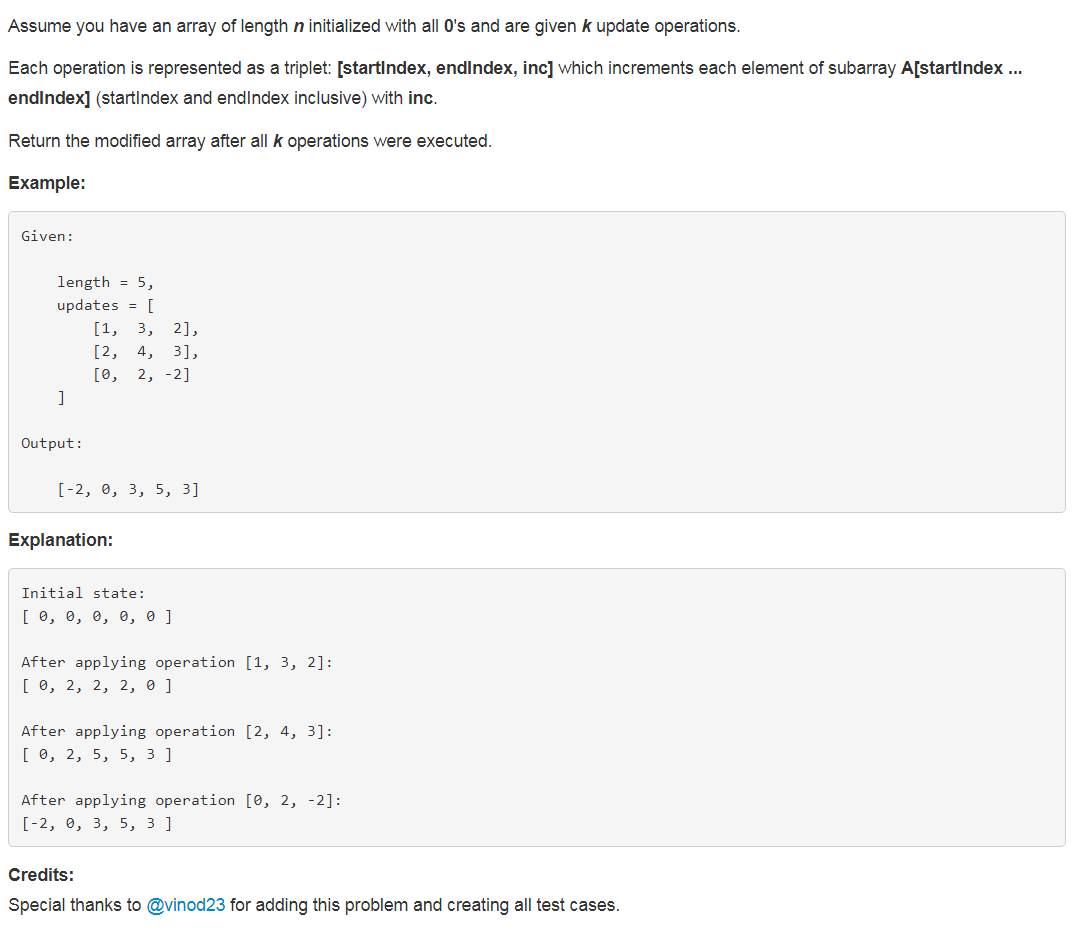 Assume you have an array of length n initialized with all 0's and are given k update operations.
Each operation is represented as a triplet: [startIndex, endIndex, inc] which increments each element of subarray A[startIndex ...
endIndex] (startIndex and endIndex inclusive) with inc.
Return the modified array after all k operations were executed.
Example:
Given:
length = 5,
updates = [
[1, 3, 2],
[2, 4, 3],
[0, 2, -2]
]
Output:
[-2, 0, 3, 5, 3]
Explanation:
Initial state:
[ 0, 0, 0, 0, 0 ]
After applying operation [1, 3, 2]:
[ 0, 2, 2, 2, 0 ]
After applying operation [2, 4, 3]:
[ 0, 2, 5, 5, 3 ]
After applying operation [0, 2, -2]:
[-2, 0, 3, 5, 3 ]
Credits:
Special thanks to @vinod23 for adding this problem and creating all test cases.